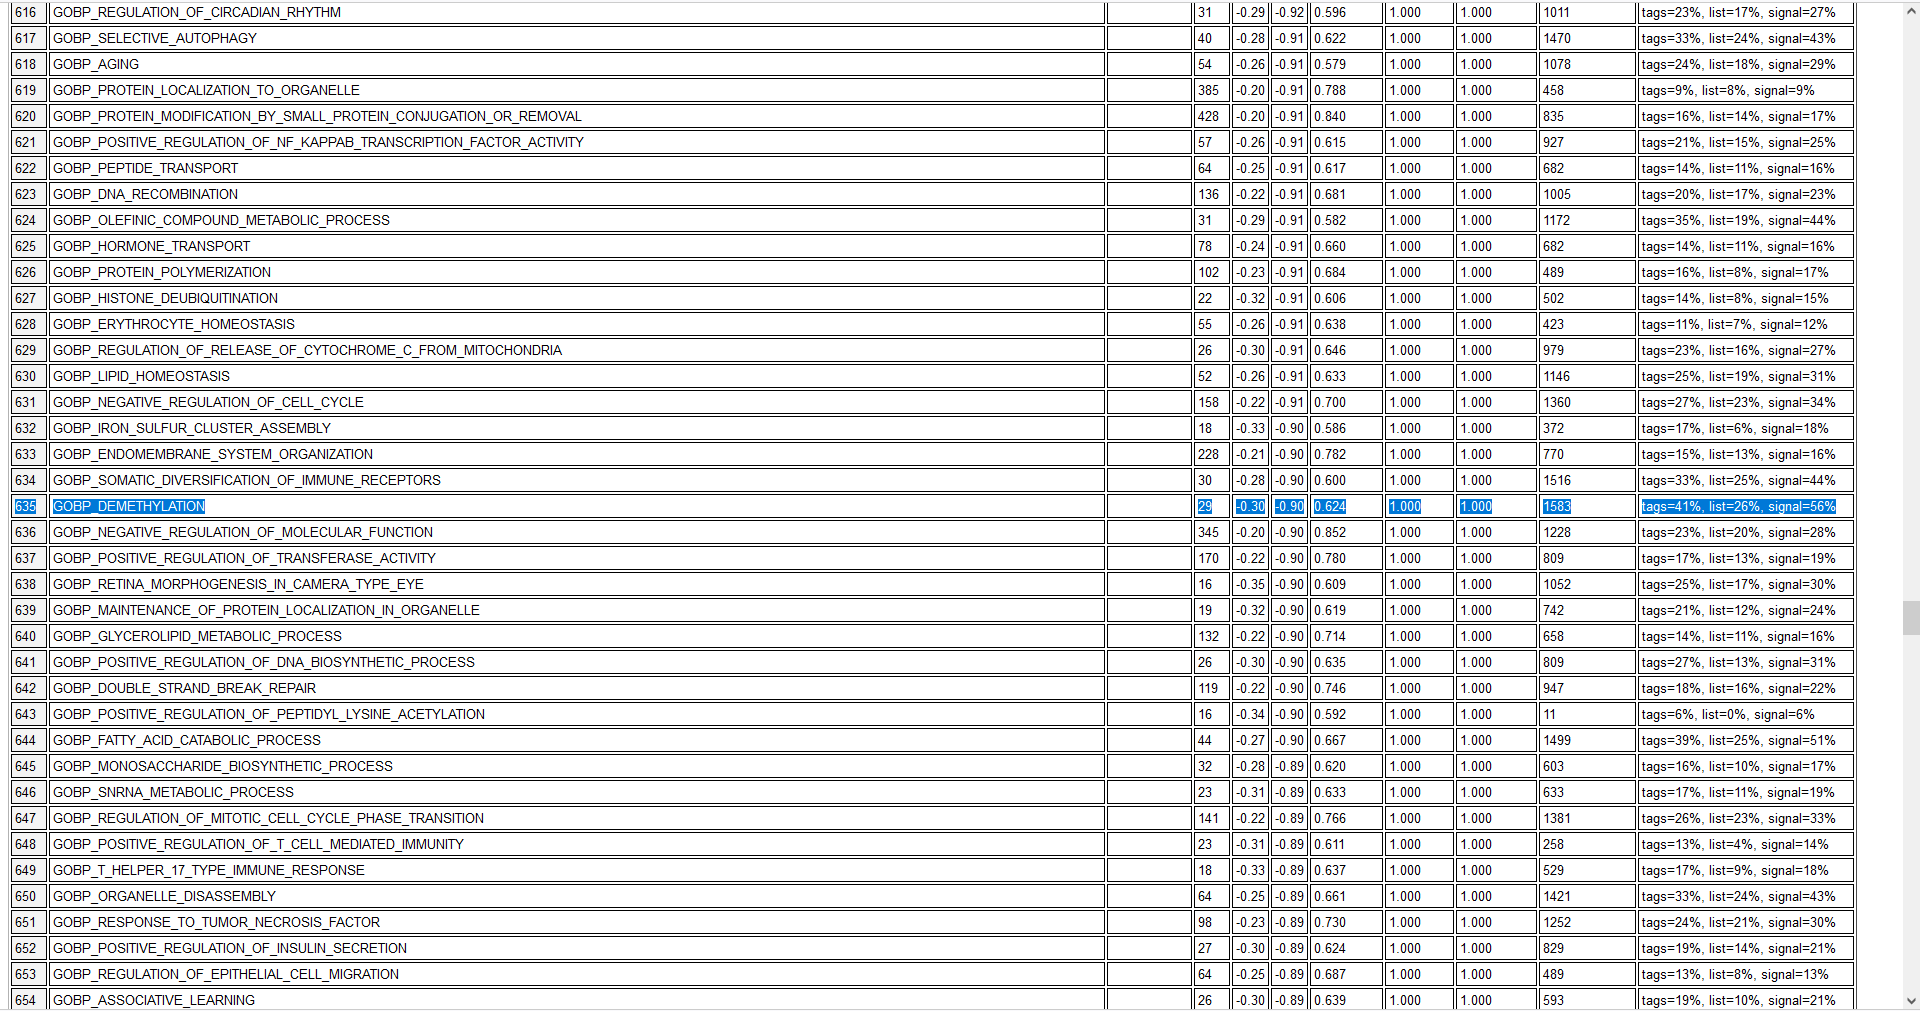 616 GOBP_REGULATION_OF_CIRCADIAN_RHYTHM 31 -0.29 -0.92 0.596 1.000 1.000 1011 tags=23%, list=17%, signal=27%
617 GOBP_SELECTIVE_AUTOPHAGY 40 -0.28 -0.91 0.622 1.000 1.000 1470 tags=33%, list=24%, signal=43%
618 GOBP_AGING 54 -0.26 -0.91 0.579 1.000 1.000 1078 tags=24%, list=18%, signal=29%
619 GOBP_PROTEIN_LOCALIZATION_TO_ORGANELLE 385 -0.20 -0.91 0.788 1.000 1.000 458 tags=9%, list=8%, signal=9%
620 GOBP_PROTEIN_MODIFICATION_BY_SMALL_PROTEIN_CONJUGATION_OR_REMOVAL 428 -0.20 -0.91 0.840 1.000 1.000 835 tags=16%, list=14%, signal=17%
621 GOBP_POSITIVE_REGULATION_OF_NF_KAPPAB_TRANSCRIPTION_FACTOR_ACTIVITY 57 -0.26 -0.91 0.615 1.000 1.000 927 tags=21%, list=15%, signal=25%
622 GOBP_PEPTIDE_TRANSPORT 64 -0.25 -0.91 0.617 1.000 1.000 682 tags=14%, list=11%, signal=16%
623 GOBP_DNA_RECOMBINATION 136 -0.22 -0.91 0.681 1.000 1.000 1005 tags=20%, list=17%, signal=23%
624 GOBP_OLEFINIC_COMPOUND_METABOLIC_PROCESS 31 -0.29 -0.91 0.582 1.000 1.000 1172 tags=35%, list=19%, signal=44%
625 GOBP_HORMONE_TRANSPORT 78 -0.24 -0.91 0.660 1.000 1.000 682 tags=14%, list=11%, signal=16%
626 GOBP_PROTEIN_POLYMERIZATION 102 -0.23 -0.91 0.684 1.000 1.000 489 tags=16%, list=8%, signal=17%
627 GOBP_HISTONE_DEUBIQUITINATION 22 -0.32 -0.91 0.606 1.000 1.000 502 tags=14%, list=8%, signal=15%
628 GOBP_ERYTHROCYTE_HOMEOSTASIS 55 -0.26 -0.91 0.638 1.000 1.000 423 tags=11%, list=7%, signal=12%
629 GOBP_REGULATION_OF_RELEASE_OF_CYTOCHROME_C_FROM_MITOCHONDRIA 26 -0.30 -0.91 0.646 1.000 1.000 979 tags=23%, list=16%, signal=27%
630 GOBP_LIPID_HOMEOSTASIS 52 -0.26 -0.91 0.633 1.000 1.000 1146 tags=25%, list=19%, signal=31%
631 GOBP_NEGATIVE_REGULATION_OF_CELL_CYCLE 158 -0.22 -0.91 0.700 1.000 1.000 1360 tags=27%, list=23%, signal=34%
632 GOBP_IRON_SULFUR_CLUSTER_ASSEMBLY 18 -0.33 -0.90 0.586 1.000 1.000 372 tags=17%, list=6%, signal=18%
633 GOBP_ENDOMEMBRANE_SYSTEM_ORGANIZATION 228 -0.21 -0.90 0.782 1.000 1.000 770 tags=15%, list=13%, signal=16%
634 GOBP_SOMATIC_DIVERSIFICATION_OF_IMMUNE_RECEPTORS 30 -0.28 -0.90 0.600 1.000 1.000 1516 tags=33%, list=25%, signal=44%
635 GOBP_DEMETHYLATION 29 -0.30 -0.90 0.624 1.000 1.000 1583 tags=41%, list=26%, signal=56%
636 GOBP_NEGATIVE_REGULATION_OF_MOLECULAR_FUNCTION 345 -0.20 -0.90 0.852 1.000 1.000 1228 tags=23%, list=20%, signal=28%
637 GOBP_POSITIVE_REGULATION_OF_TRANSFERASE_ACTIVITY 170 -0.22 -0.90 0.780 1.000 1.000 809 tags=17%, list=13%, signal=19%
638 GOBP_RETINA_MORPHOGENESIS_IN_CAMERA_TYPE_EYE 16 -0.35 -0.90 0.609 1.000 1.000 1052 tags=25%, list=17%, signal=30%
639 GOBP_MAINTENANCE_OF_PROTEIN_LOCALIZATION_IN_ORGANELLE 19 -0.32 -0.90 0.619 1.000 1.000 742 tags=21%, list=12%, signal=24%
640 GOBP_GLYCEROLIPID_METABOLIC_PROCESS 132 -0.22 -0.90 0.714 1.000 1.000 658 tags=14%, list=11%, signal=16%
641 GOBP_POSITIVE_REGULATION_OF_DNA_BIOSYNTHETIC_PROCESS 26 -0.30 -0.90 0.635 1.000 1.000 809 tags=27%, list=13%, signal=31%
642 GOBP_DOUBLE_STRAND_BREAK_REPAIR 119 -0.22 -0.90 0.746 1.000 1.000 947 tags=18%, list=16%, signal=22%
643 GOBP_POSITIVE_REGULATION_OF_PEPTIDYL_LYSINE_ACETYLATION 16 -0.34 -0.90 0.592 1.000 1.000 11 tags=6%, list=0%, signal=6%
644 GOBP_FATTY_ACID_CATABOLIC_PROCESS 44 -0.27 -0.90 0.667 1.000 1.000 1499 tags=39%, list=25%, signal=51%
645 GOBP_MONOSACCHARIDE_BIOSYNTHETIC_PROCESS 32 -0.28 -0.89 0.620 1.000 1.000 603 tags=16%, list=10%, signal=17%
646 GOBP_SNRNA_METABOLIC_PROCESS 23 -0.31 -0.89 0.633 1.000 1.000 633 tags=17%, list=11%, signal=19%
647 GOBP_REGULATION_OF_MITOTIC_CELL_CYCLE_PHASE_TRANSITION 141 -0.22 -0.89 0.766 1.000 1.000 1381 tags=26%, list=23%, signal=33%
648 GOBP_POSITIVE_REGULATION_OF_T_CELL_MEDIATED_IMMUNITY 23 -0.31 -0.89 0.611 1.000 1.000 258 tags=13%, list=4%, signal=14%
649 GOBP_T_HELPER_17_TYPE_IMMUNE_RESPONSE 18 -0.33 -0.89 0.637 1.000 1.000 529 tags=17%, list=9%, signal=18%
650 GOBP_ORGANELLE_DISASSEMBLY 64 -0.25 -0.89 0.661 1.000 1.000 1421 tags=33%, list=24%, signal=43%
651 GOBP_RESPONSE_TO_TUMOR_NECROSIS_FACTOR 98 -0.23 -0.89 0.730 1.000 1.000 1252 tags=24%, list=21%, signal=30%
652 GOBP_POSITIVE_REGULATION_OF_INSULIN_SECRETION 27 -0.30 -0.89 0.624 1.000 1.000 829 tags=19%, list=14%, signal=21%
653 GOBP_REGULATION_OF_EPITHELIAL_CELL_MIGRATION 64 -0.25 -0.89 0.687 1.000 1.000 489 tags=13%, list=8%, signal=13%
654 GOBP_ASSOCIATIVE_LEARNING 26 -0.30 -0.89 0.639 1.000 1.000 593 tags=19%, list=10%, signal=21%